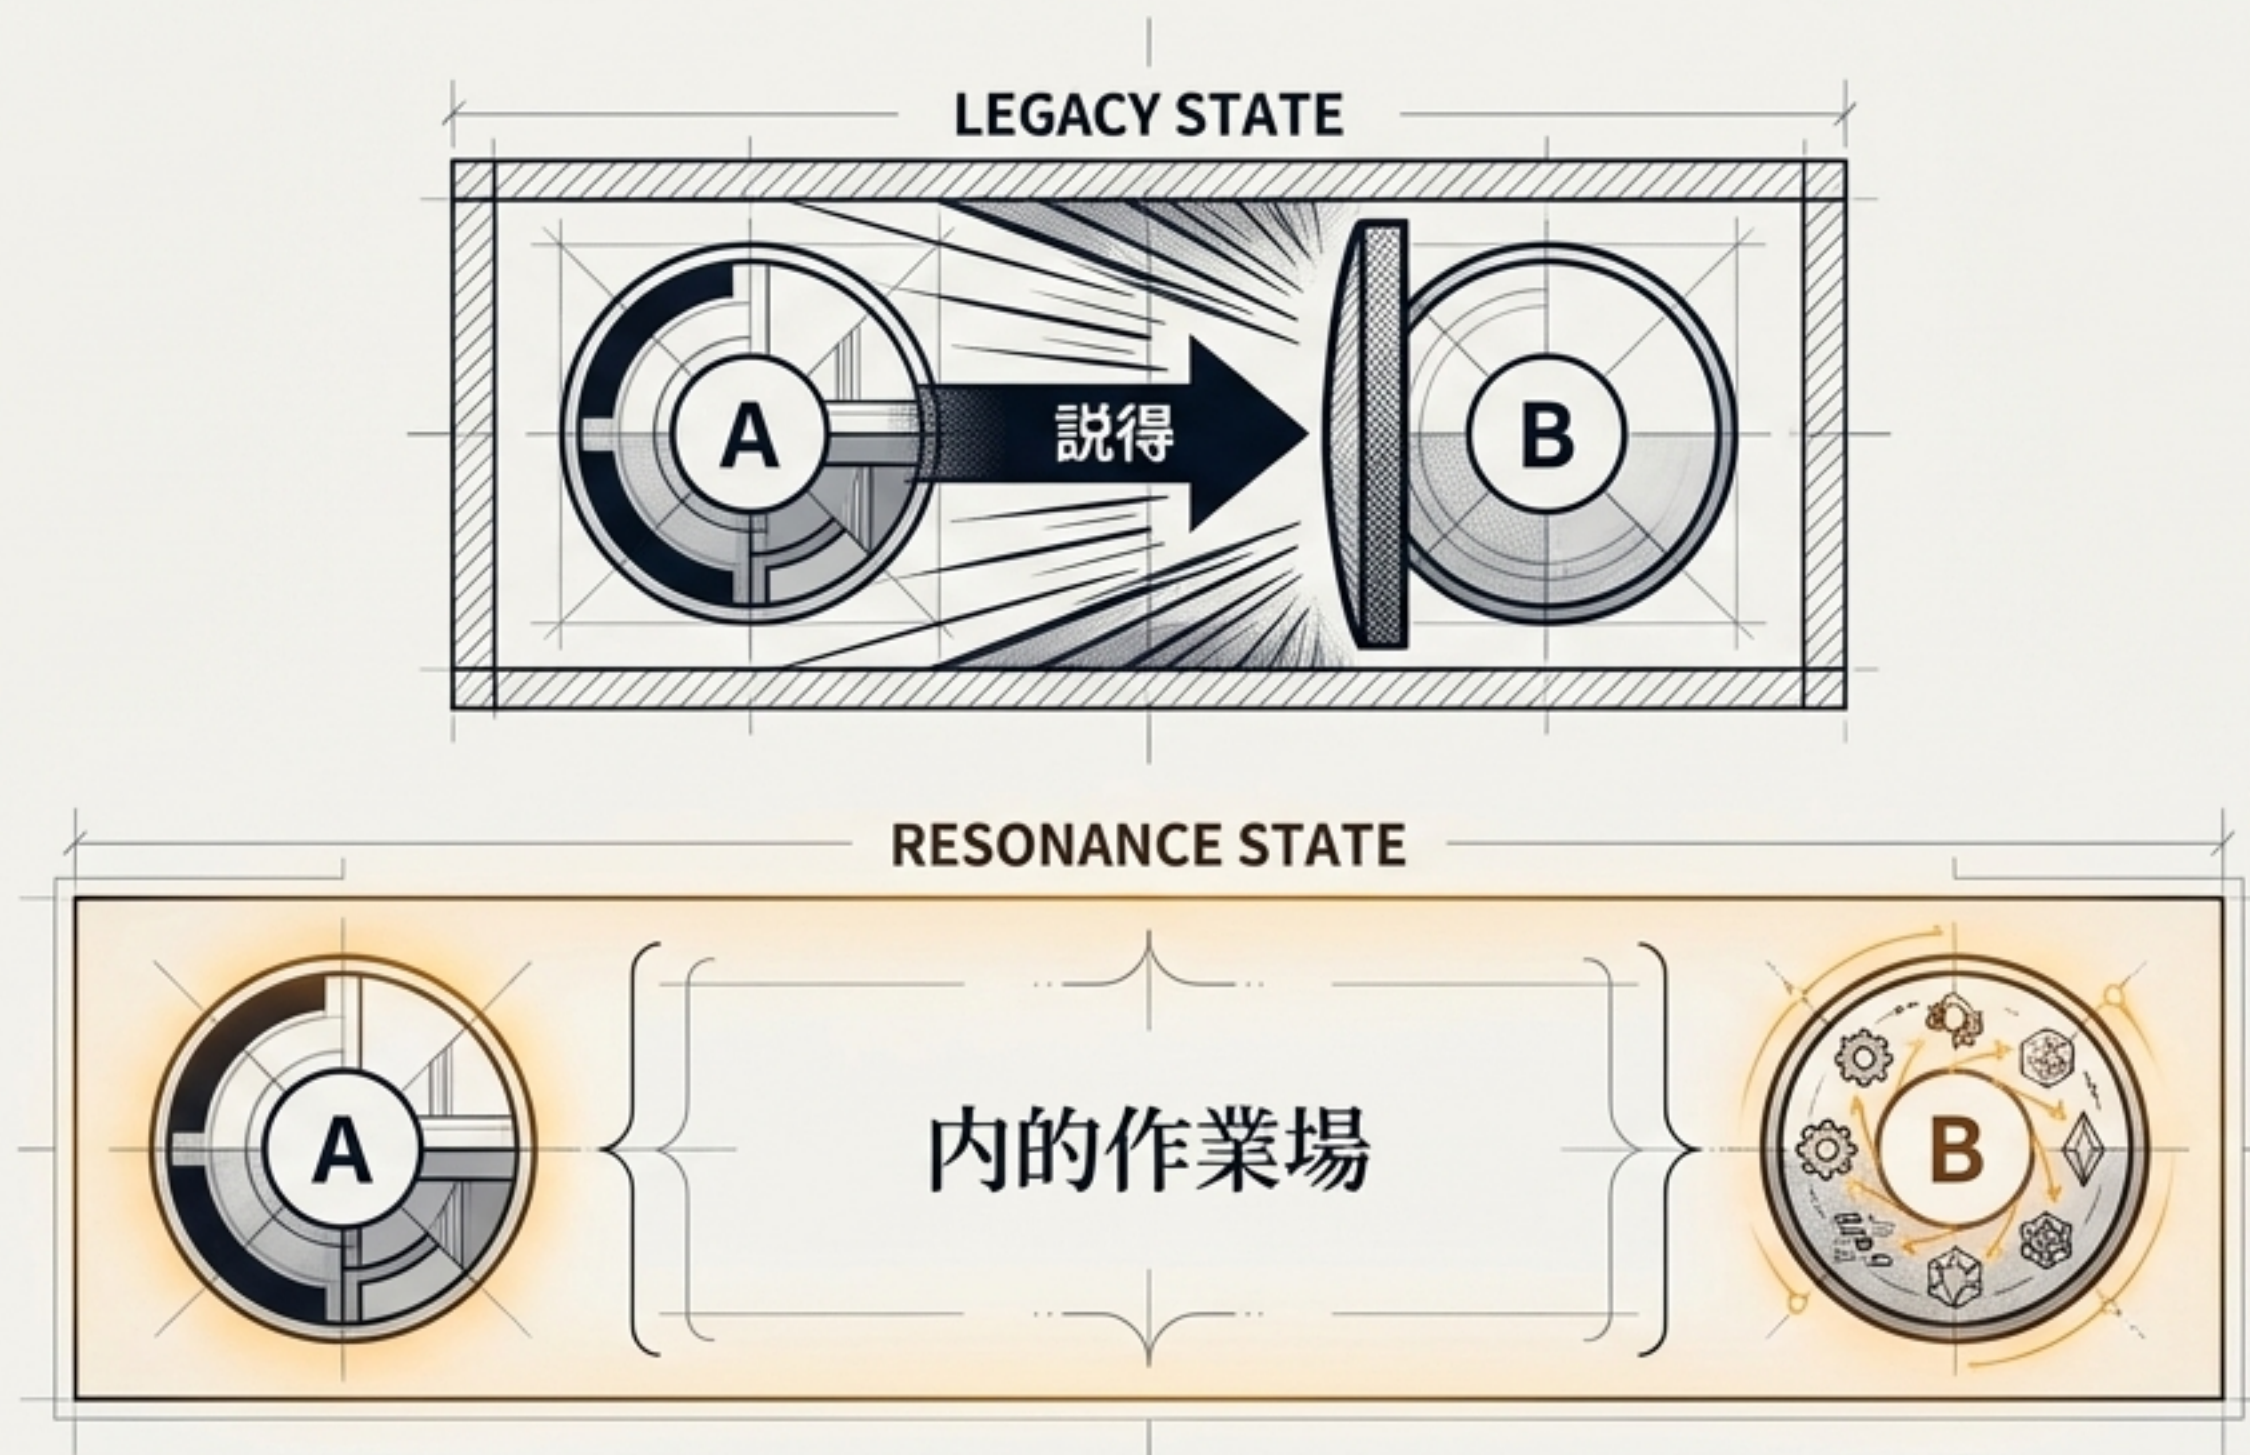 LEGACY STATE
A
説得
B
RESONANCE STATE
A
内的作業場
B